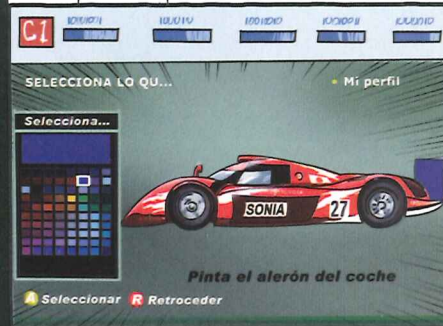 C1
SELECCIONA LO QU...
Mi perfil
Selecciona...
SONIA
27
Pinta el alerón del coche
A Seleccionar R Retroceder